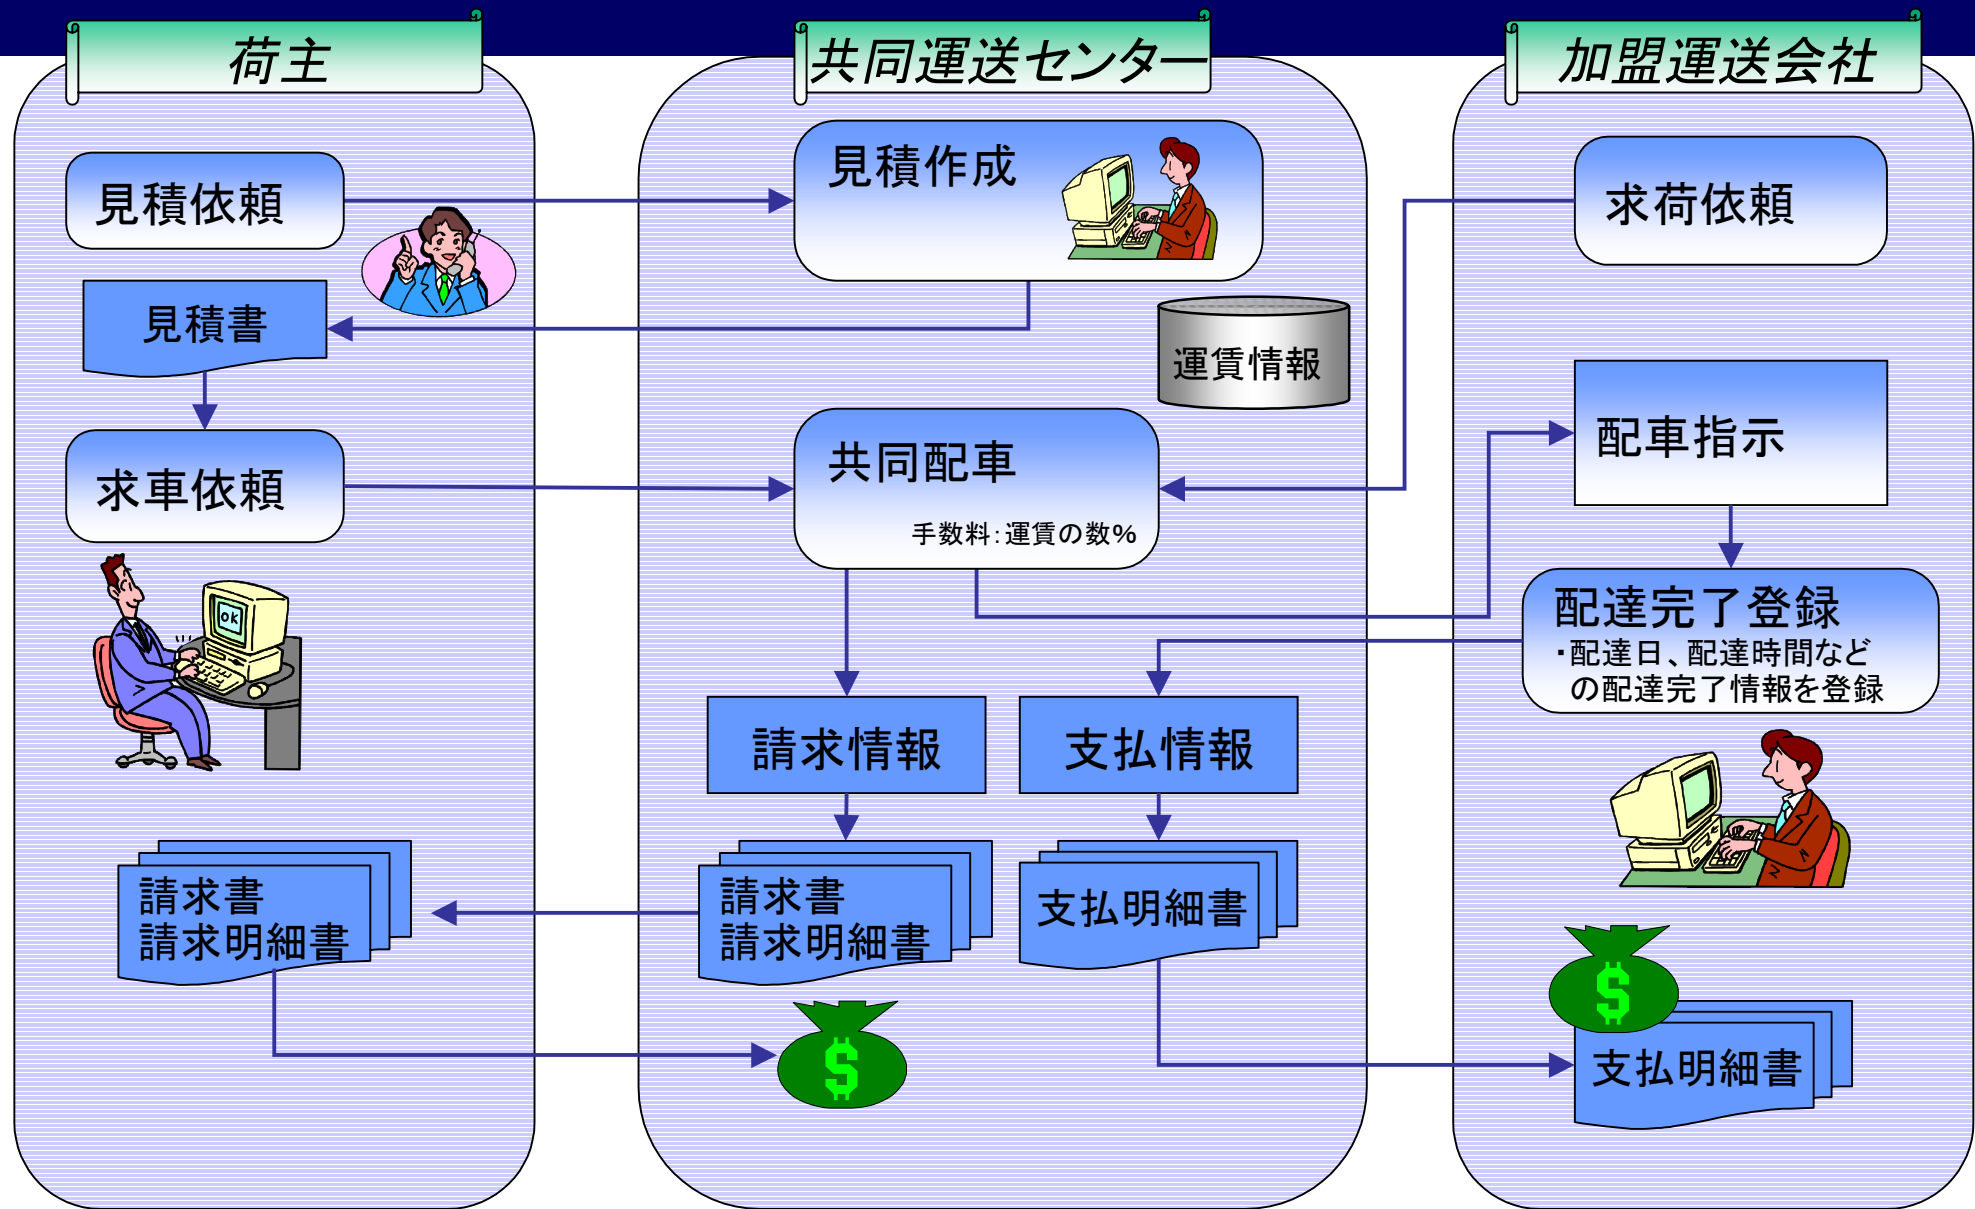 荷主
見積依頼
見積書
求車依頼
ok
請求書
請求明細書
共同運送センター
見積作成
運賃情報
共同配車
手数料:運賃の数%
請求情報
支払情報
請求書
請求明細書
支払明細書
$
加盟運送会社
求荷依頼
配車指示
配達完了登録
・配達日、配達時間など
の配達完了情報を登録
$
支払明細書